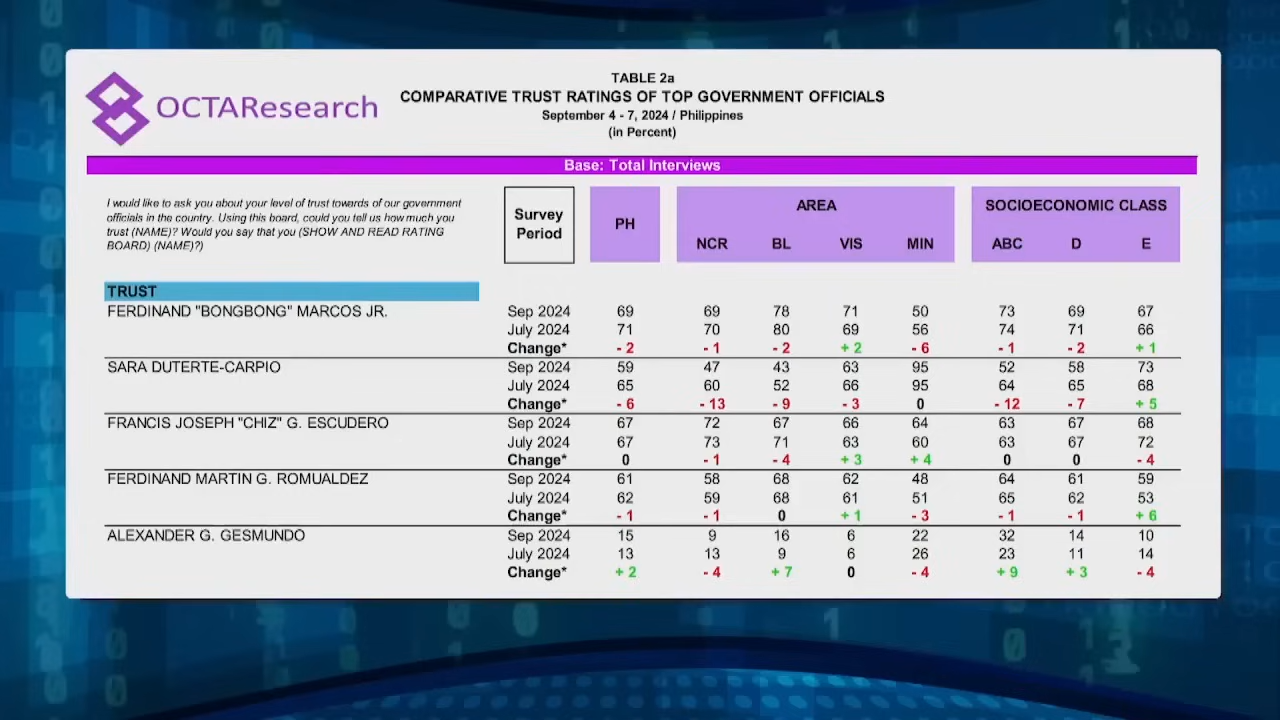 OCTAResearch
TABLE 2a
COMPARATIVE TRUST RATINGS OF TOP GOVERNMENT OFFICIALS
September 4 - 7, 2024 / Philippines
(in Percent)
Base: Total Interviews
I would like to ask you about your level of trust towards of our government
officials in the country. Using this board, could you tell us how much you
trust (NAME)? Would you say that you (SHOW AND READ RATING
BOARD) (NAME)?)
Survey
Period
PH
AREA
NCR BL VIS MIN
SOCIOECONOMIC CLASS
ABC D E
TRUST
FERDINAND "BONGBONG" MARCOS JR. Sep 2024 69 69 78 71 50 73 69 67
July 2024 71 70 80 69 56 74 71 66
Change* - 2 - 1 - 2 + 2 - 6 - 1 - 2 + 1
SARA DUTERTE-CARPIO Sep 2024 59 47 43 63 95 52 58 73
July 2024 65 60 52 66 95 64 65 68
Change* - 6 - 13 - 9 - 3 0 - 12 - 7 + 5
FRANCIS JOSEPH "CHIZ" G. ESCUDERO Sep 2024 67 72 67 66 64 63 67 68
July 2024 67 73 71 63 60 63 67 72
Change* 0 - 1 - 4 + 3 + 4 0 0 - 4
FERDINAND MARTIN G. ROMUALDEZ Sep 2024 61 58 68 62 48 64 61 59
July 2024 62 59 68 61 51 65 62 53
Change* - 1 - 1 0 + 1 - 3 - 1 - 1 + 6
ALEXANDER G. GESMUNDO Sep 2024 15 9 16 6 22 32 14 10
July 2024 13 13 9 6 26 23 11 14
Change* + 2 - 4 + 7 0 - 4 + 9 + 3 - 4